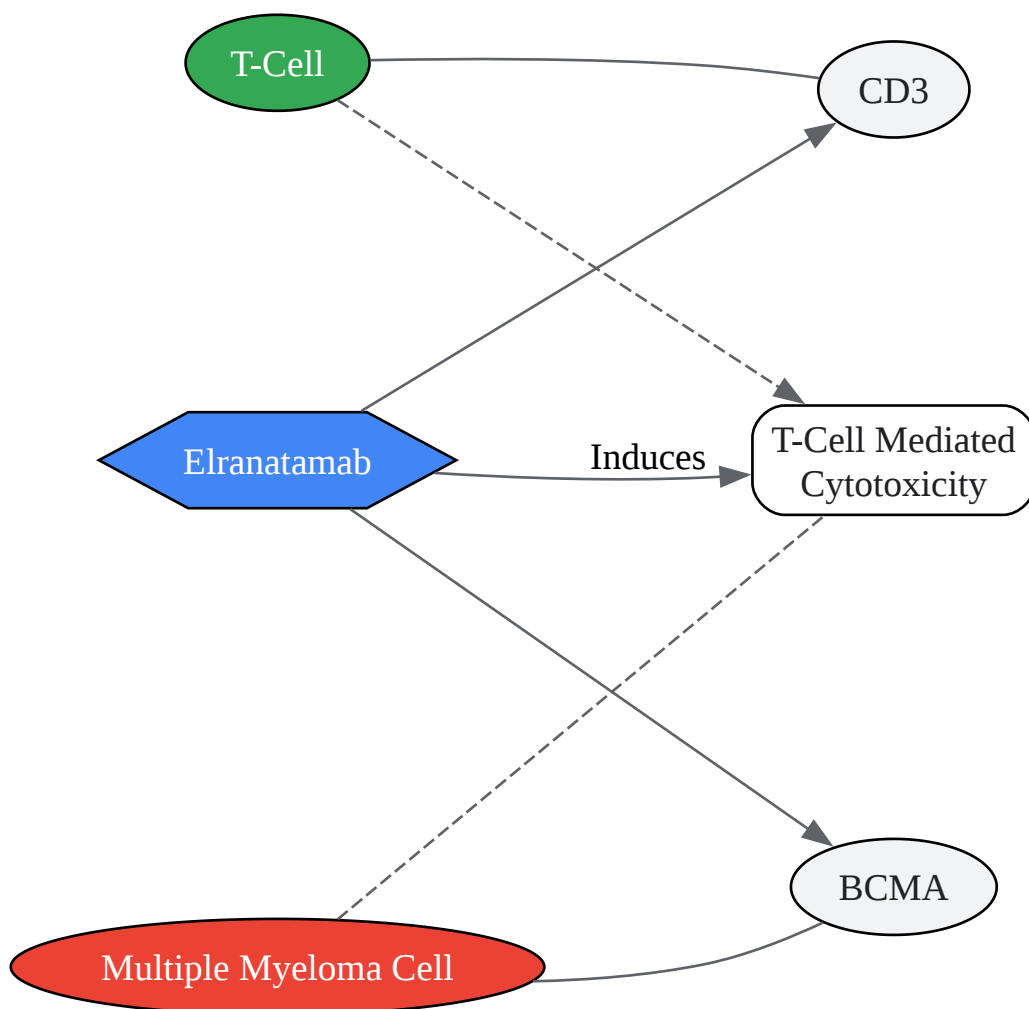 T-Cell
CD3
Elranatamab
Induces
T-Cell Mediated
Cytotoxicity
BCMA
Multiple Myeloma Cell